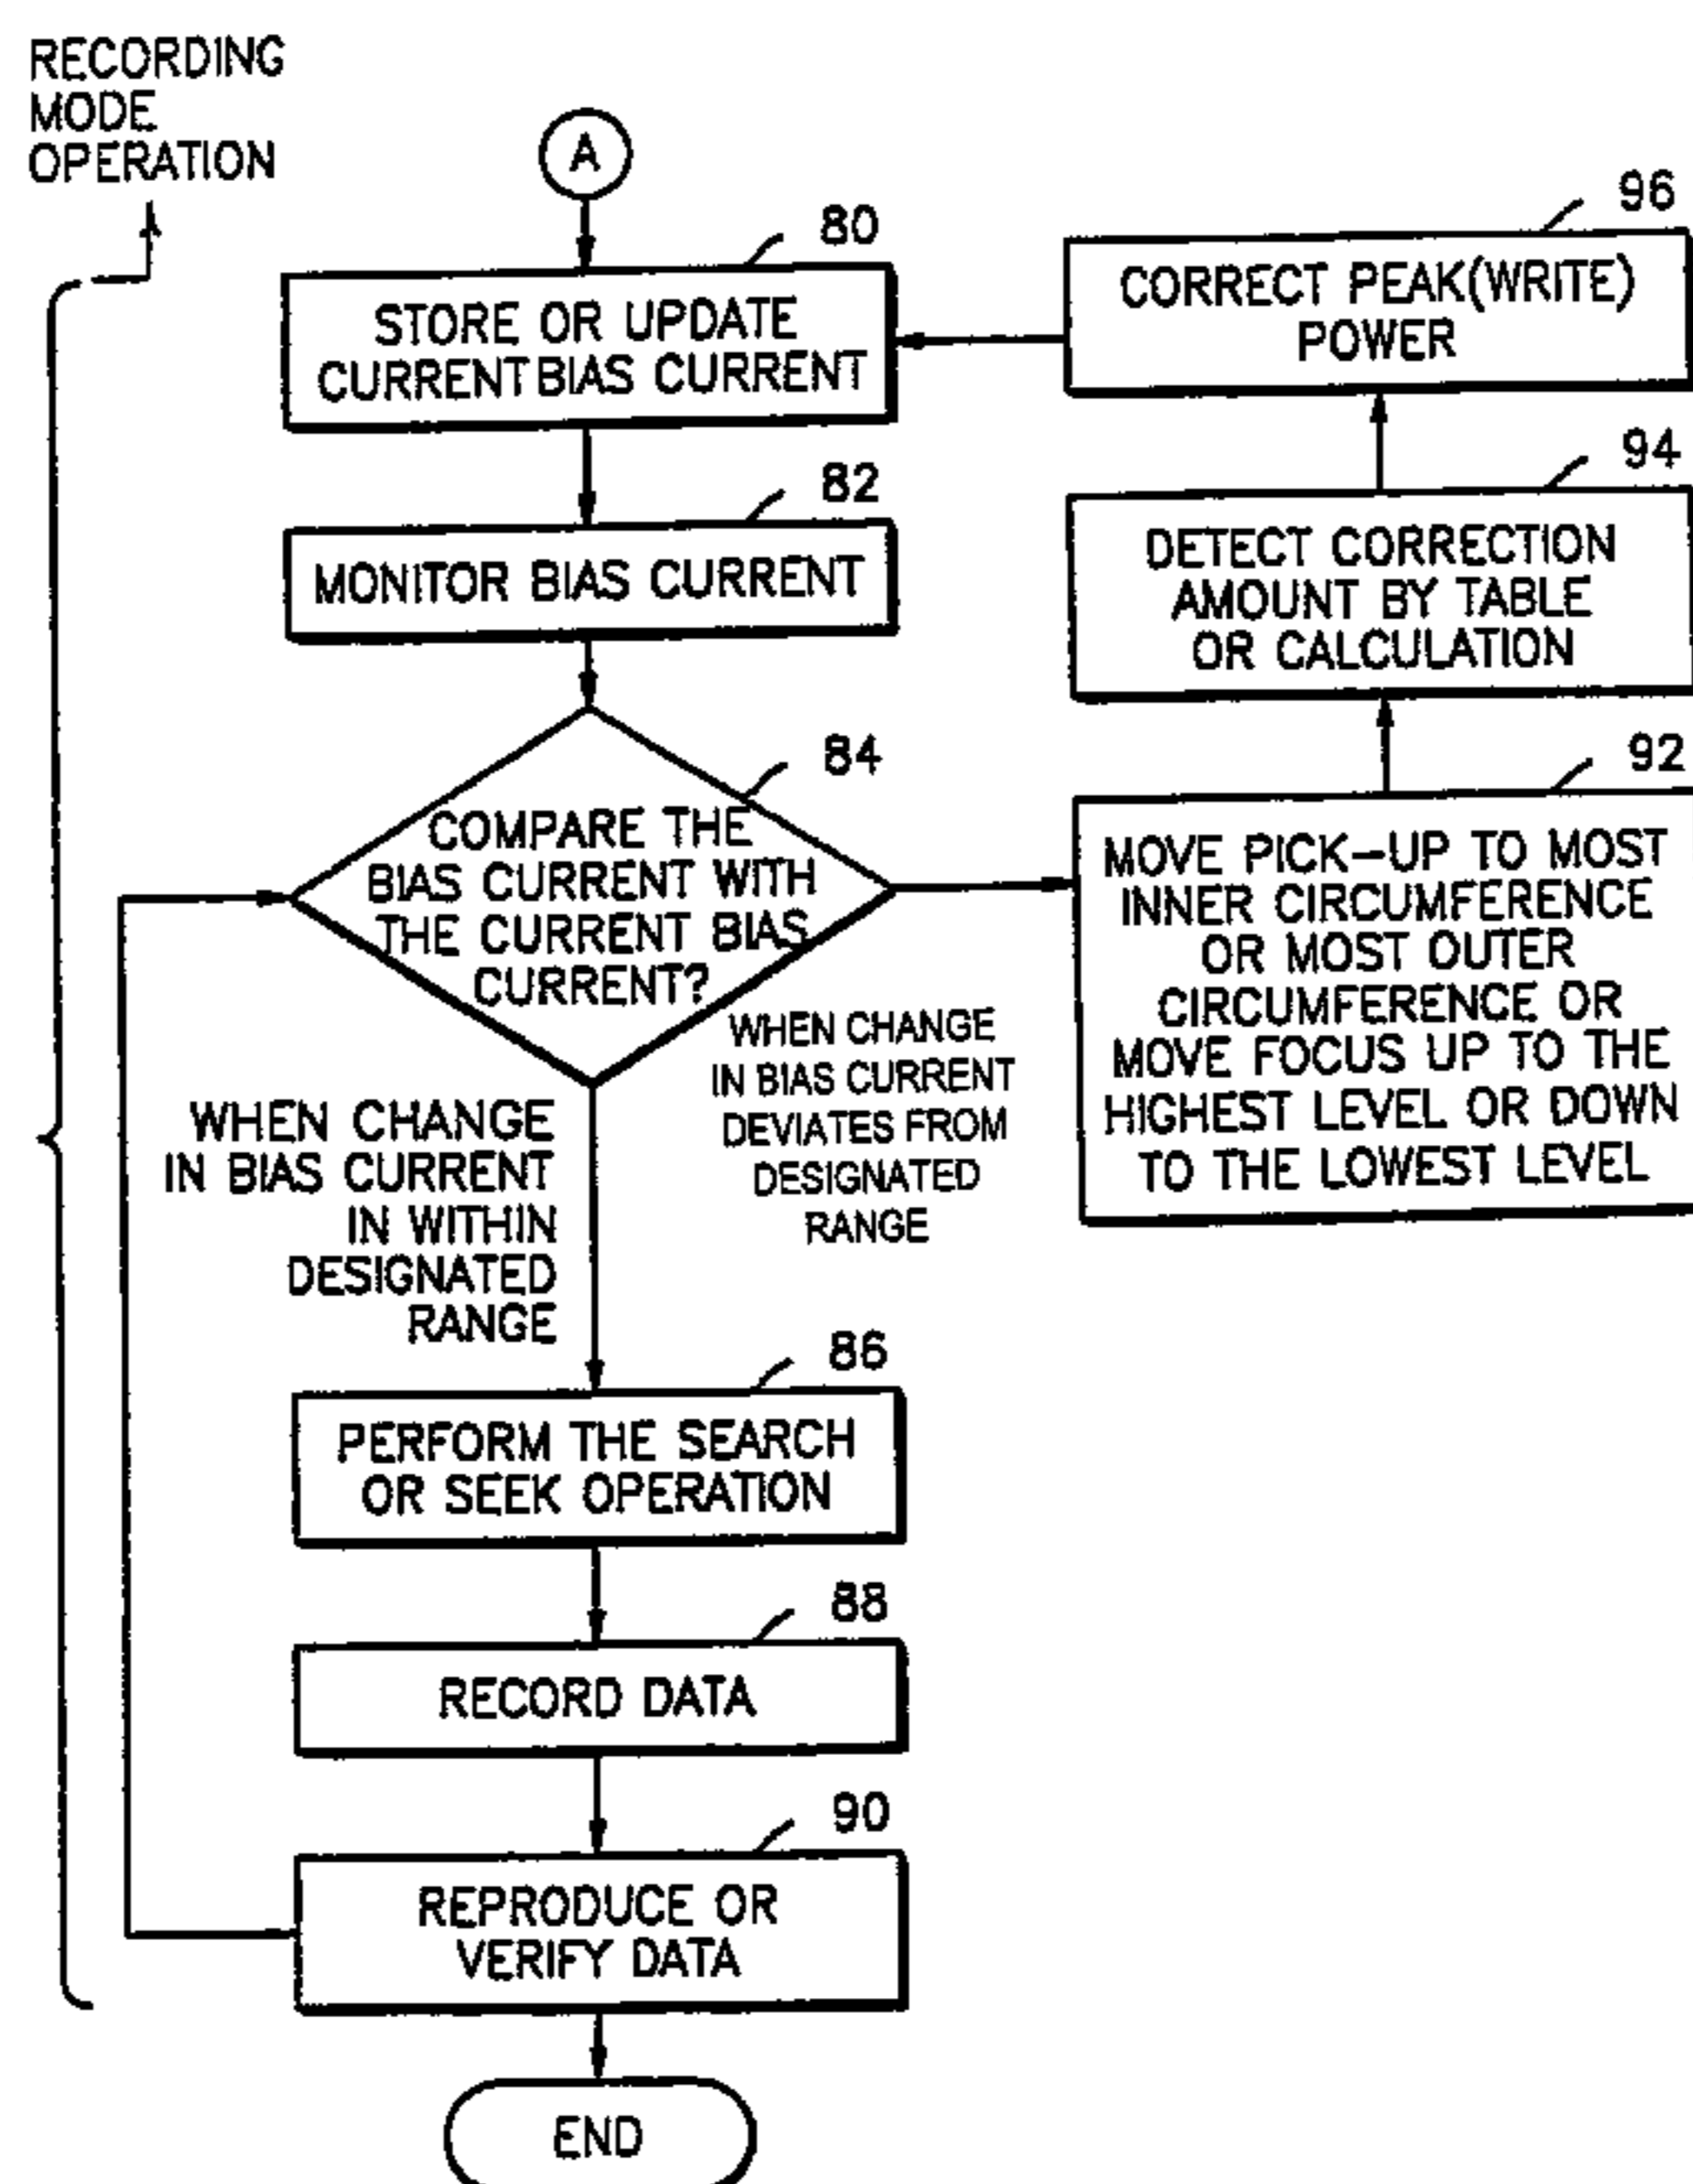 RECORDING
MODE
OPERATION
A
80
STORE OR UPDATE
CURRENT BIAS CURRENT
82
MONITOR BIAS CURRENT
84
COMPARE THE
BIAS CURRENT WITH
THE CURRENT BIAS
CURRENT?
WHEN CHANGE
IN BIAS CURRENT
IN WITHIN
DESIGNATED
RANGE
WHEN CHANGE
IN BIAS CURRENT
DEVIATES FROM
DESIGNATED
RANGE
86
PERFORM THE SEARCH
OR SEEK OPERATION
88
RECORD DATA
90
REPRODUCE OR
VERIFY DATA
END
96
CORRECT PEAK(WRITE)
POWER
94
DETECT CORRECTION
AMOUNT BY TABLE
OR CALCULATION
92
MOVE PICK-UP TO MOST
INNER CIRCUMFERENCE
OR MOST OUTER
CIRCUMFERENCE OR
MOVE FOCUS UP TO THE
HIGHEST LEVEL OR DOWN
TO THE LOWEST LEVEL